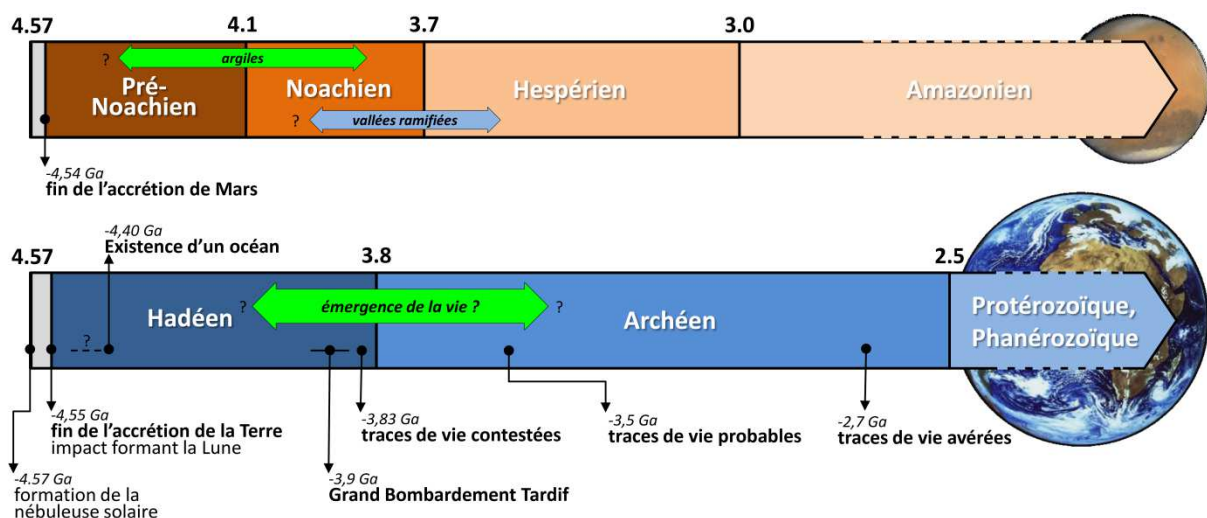 4.57 4.1 3.7 3.0
? argiles
Pré-
Noachien
Noachien
Hespérien
Amazonien
? vallées ramifiées
-4,54 Ga
fin de l'accrétion de Mars
-4,40 Ga
Existence d'un océan
4.57 3.8 2.5
? émergence de la vie ? ?
Hadéen
Archéen
Protérozoïque,
Phanérozoïque
?
-4,55 Ga
fin de l'accrétion de la Terre
impact formant la Lune
-3,83 Ga
traces de vie contestées
-3,5 Ga
traces de vie probables
-2,7 Ga
traces de vie avérées
-4.57 Ga
formation de la
nébuleuse solaire
-3,9 Ga
Grand Bombardement Tardif